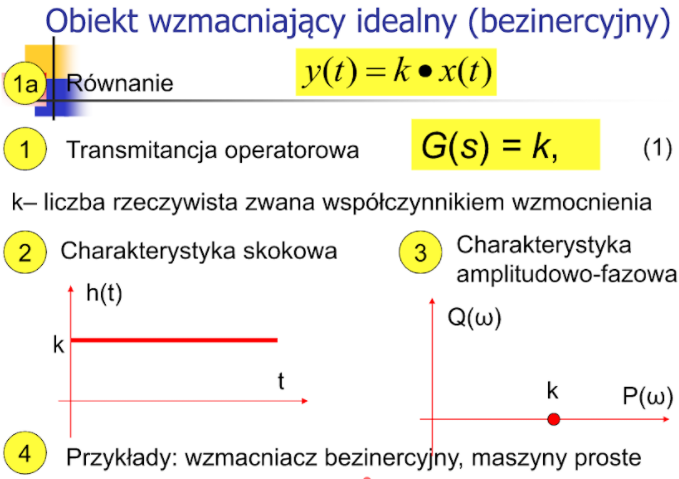 Obiekt wzmacniający idealny (bezinercyjny)
1a Równanie y(t) = k • x(t)
1 Transmitancja operatorowa G(s) = k, (1)
k– liczba rzeczywista zwana współczynnikiem wzmocnienia
2 Charakterystyka skokowa
3 Charakterystyka
amplitudowo-fazowa
h(t)
k
t
Q(ω)
k
P(ω)
4 Przykłady: wzmacniacz bezinercyjny, maszyny proste